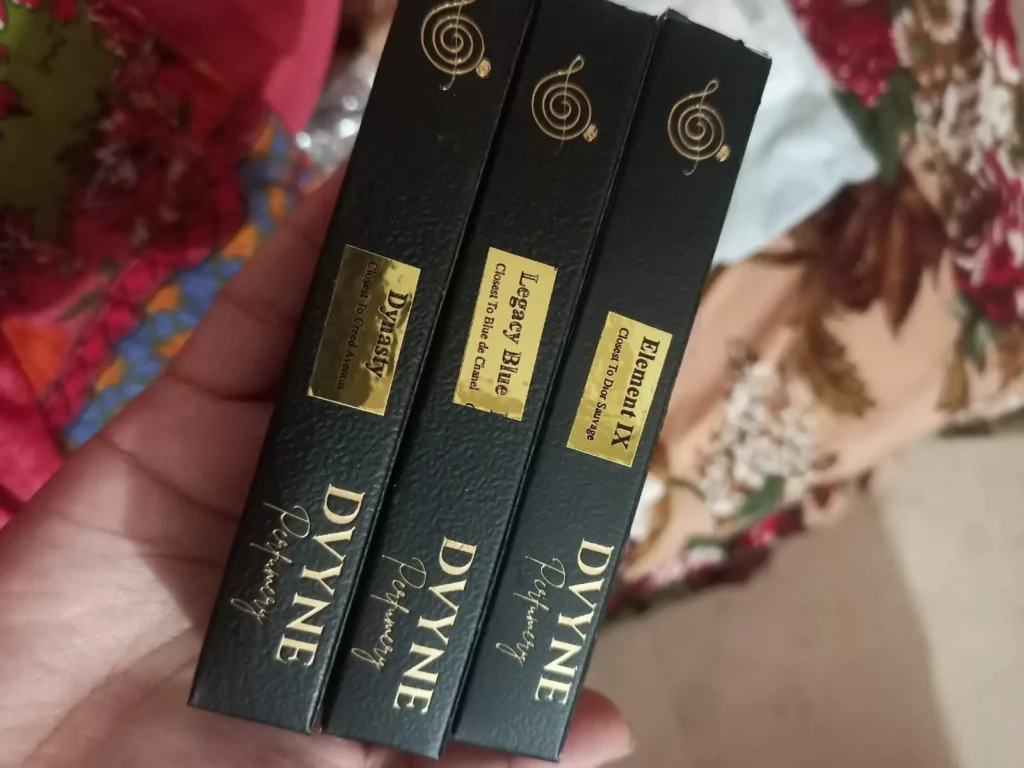 Dynasty
Closest To Creed Avenus
DVYNE
Perfumery
Legacy Blue
Closest To Blue de Chanel
DVYNE
Perfumery
Element IX
Closest To Dior Sauvage
DVYNE
Perfumery